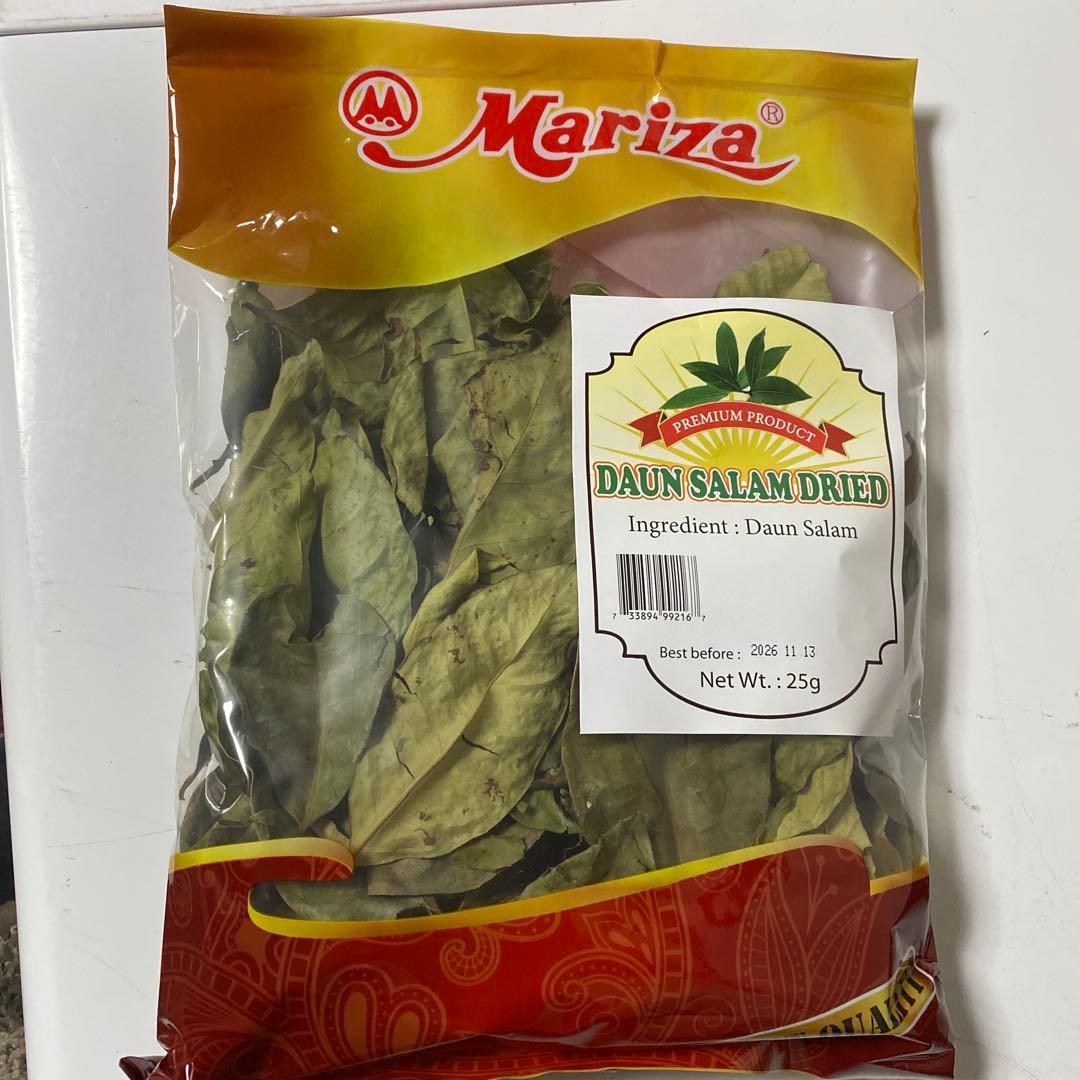 Mariza®
PREMIUM PRODUCT
DAUN SALAM DRIED
Ingredient : Daun Salam
7 33894 99216 7
Best before : 2026 11 13
Net Wt. : 25g
QUALITY